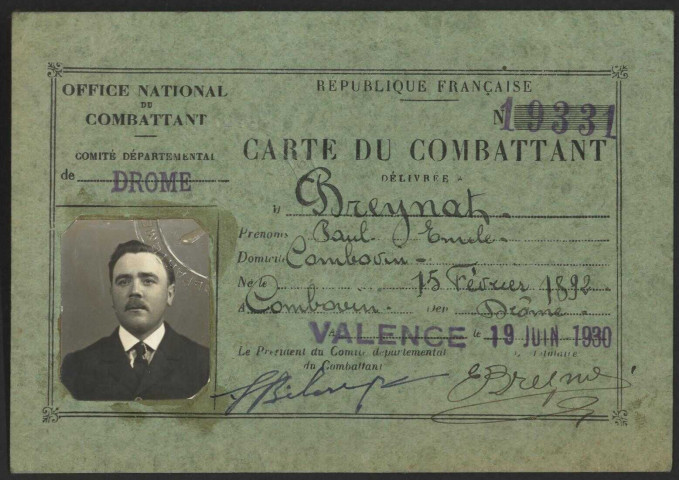 OFFICE NATIONAL
DU
COMBATTANT
COMITÉ DÉPARTEMENTAL
de DROME
REPUBLIQUE FRANÇAISE
N 19331
CARTE DU COMBATTANT
DÉLIVRÉE
à Breynat
Prénoms Paul Emile
Domicile Combovin
Né le 15 Février 1892
à Combovin Dep Drôme
VALENCE le 19 JUIN 1930
Le Président du Comité départemental
du Combattant
E Breynat